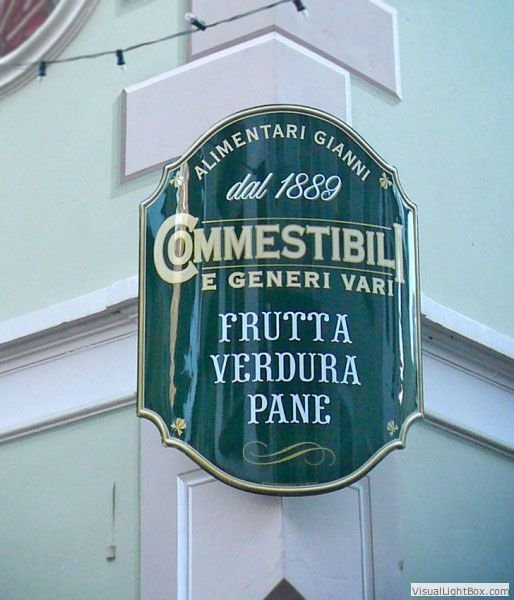 ALIMENTARI GIANNI
dal 1889
COMMESTIBILI
E GENERI VARI
FRUTTA
VERDURA
PANE
VisualLightBox.com